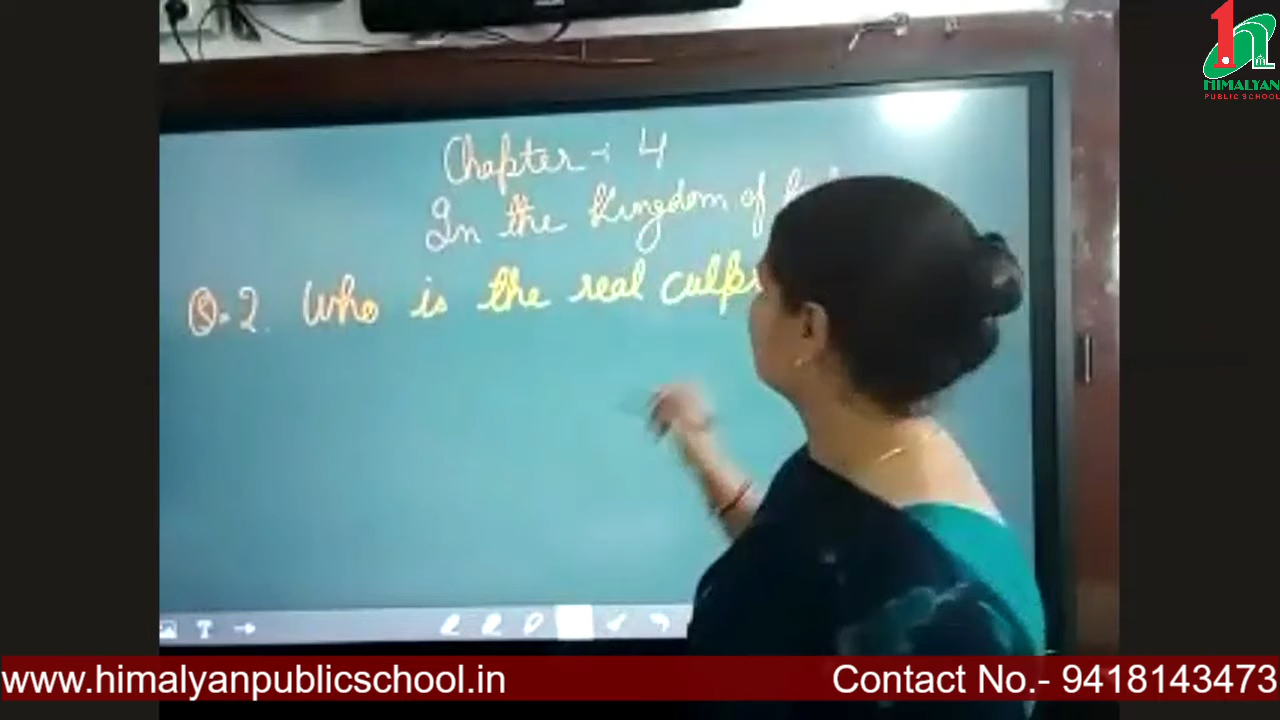 Chapter - 4
In the Kingdom of
Q.2. Who is the real
HIMALYAN
PUBLIC SCHOOL
www.himalyanpublicschool.in
Contact No.- 9418143473